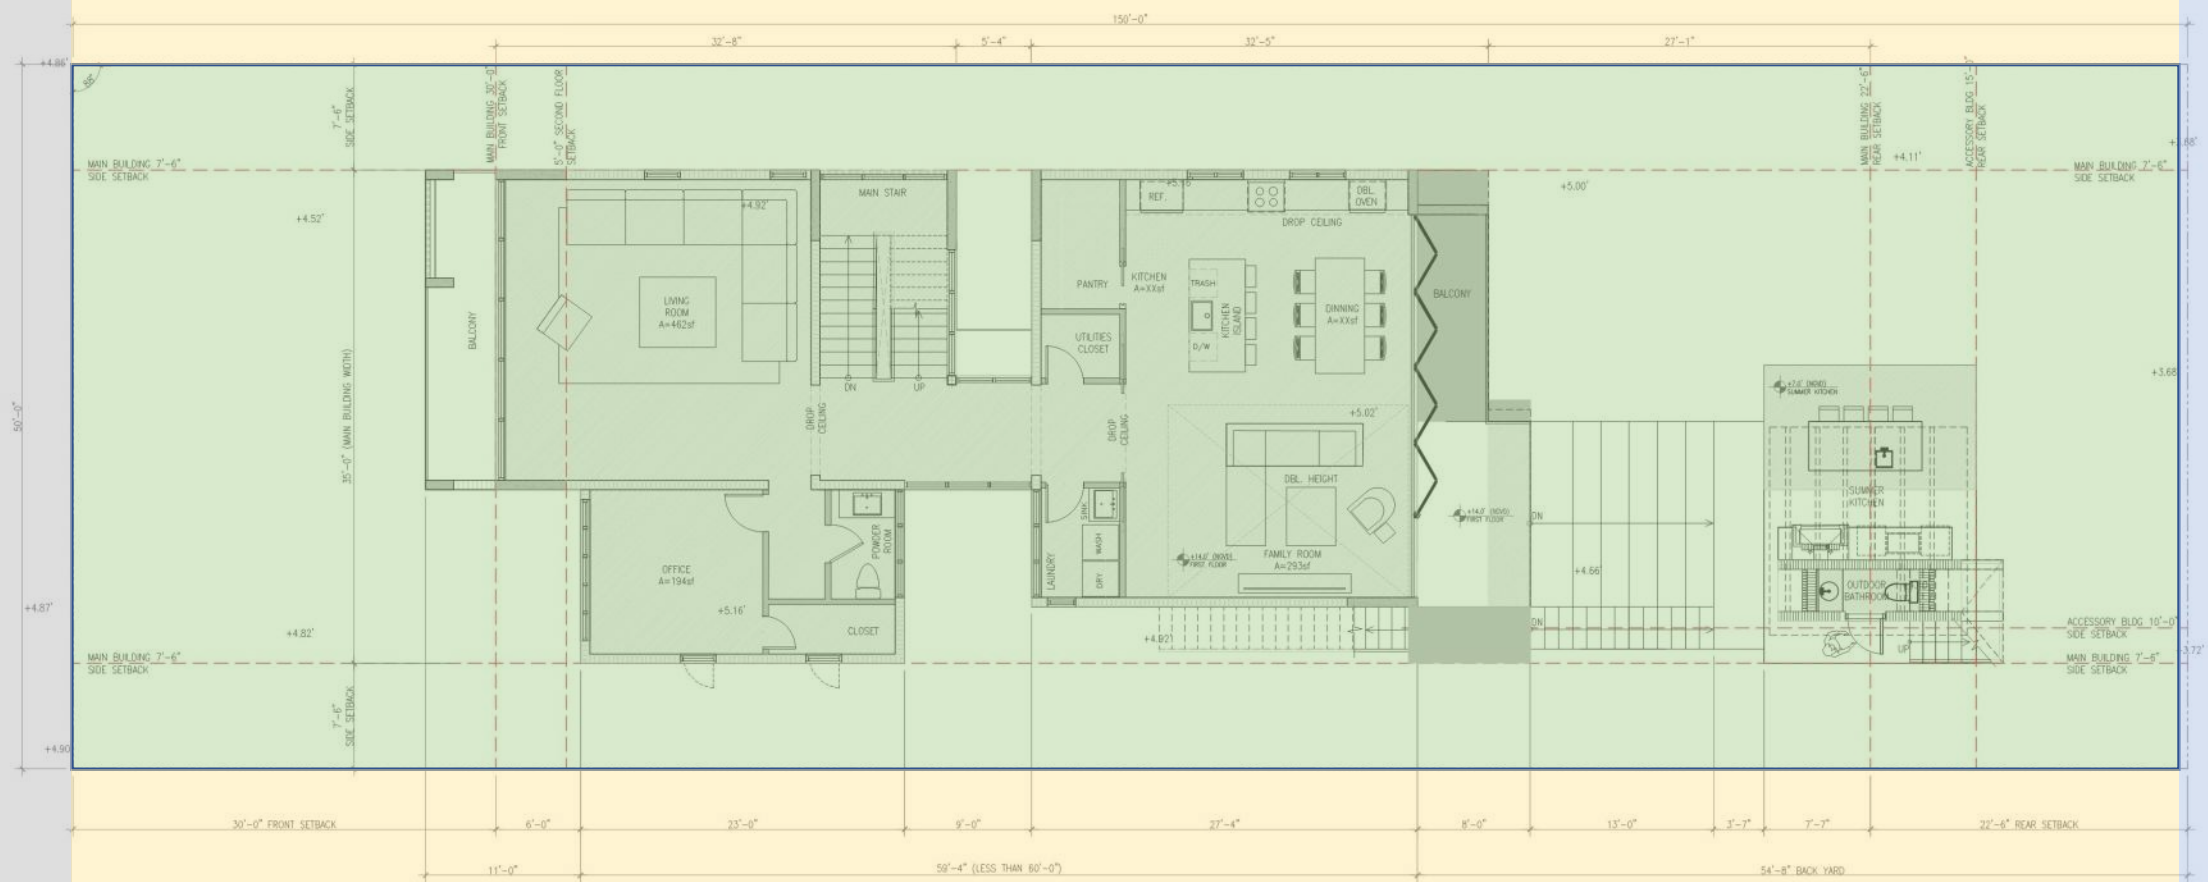 150'-0"
32'-8"
5'-4"
32'-5"
27'-1"
+4.86'
88°
7'-6"
SIDE SETBACK
MAIN BUILDING 30'-0"
FRONT SETBACK
5'-0" SECOND FLOOR
SETBACK
MAIN BUILDING 22'-6"
REAR SETBACK
ACCESSORY BLDG 15'-0"
REAR SETBACK
MAIN BUILDING 7'-6"
SIDE SETBACK
+4.11'
MAIN BUILDING 7'-6"
SIDE SETBACK
+4.52'
+4.92'
MAIN STAIR
REF.
DBL.
OVEN
DROP CEILING
+5.00'
BALCONY
LIVING
ROOM
A=462sf
DN
UP
PANTRY
KITCHEN
A=XXsf
TRASH
KITCHEN
ISLAND
D/W
DINNING
A=XXsf
BALCONY
UTILITIES
CLOSET
+3.68'
SUMMER KITCHEN
50'-0"
35'-0" (MAIN BUILDING WIDTH)
DROP
CEILING
DROP
CEILING
+5.02'
DBL. HEIGHT
SUMMER
KITCHEN
SINK
WASH
DRY
LAUNDRY
POWDER
ROOM
+14.0' (NGVD)
FIRST FLOOR
DN
+14.0' (NGVD)
FIRST FLOOR
FAMILY ROOM
A=293sf
OFFICE
A=194sf
+4.66'
OUTDOOR
BATHROOM
+4.87'
+5.16'
CLOSET
+4.82'
+4.92'
DN
UP
ACCESSORY BLDG 10'-0"
SIDE SETBACK
MAIN BUILDING 7'-6"
SIDE SETBACK
MAIN BUILDING 7'-6"
SIDE SETBACK
7'-6"
SIDE SETBACK
+4.90
30'-0" FRONT SETBACK
6'-0"
23'-0"
9'-0"
27'-4"
8'-0"
13'-0"
3'-7"
7'-7"
22'-6" REAR SETBACK
11'-0"
59'-4" (LESS THAN 60'-0")
54'-8" BACK YARD